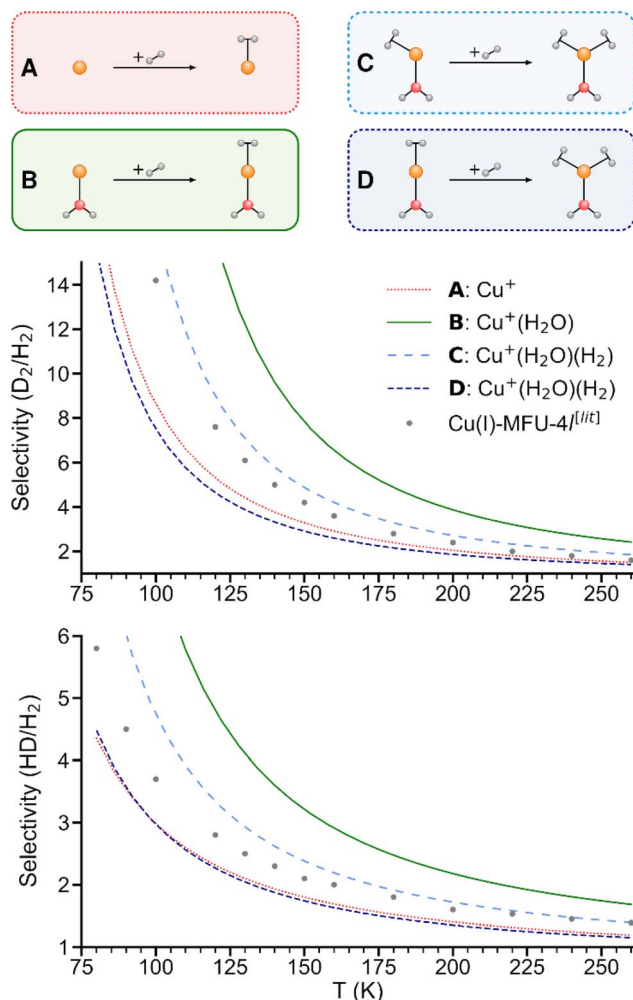 A
+
C
+
B
+
D
+
14
12
10
8
6
4
2
Selectivity (D₂/H₂)
A: Cu⁺
B: Cu⁺(H₂O)
C: Cu⁺(H₂O)(H₂)
D: Cu⁺(H₂O)(H₂)
Cu(I)-MFU-4l[lit]
75 100 125 150 175 200 225 250
6
5
4
3
2
1
Selectivity (HD/H₂)
75 100 125 150 175 200 225 250
T (K)